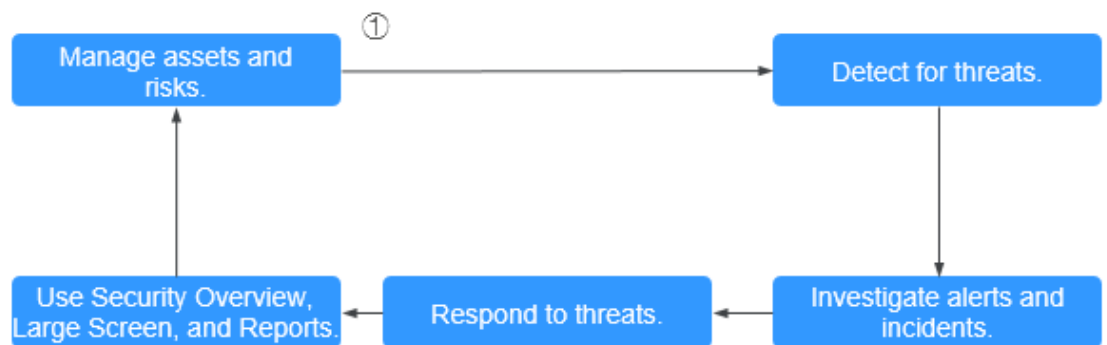 ①
Manage assets and
risks.
Detect for threats.
Use Security Overview,
Large Screen, and Reports.
Respond to threats.
Investigate alerts and
incidents.